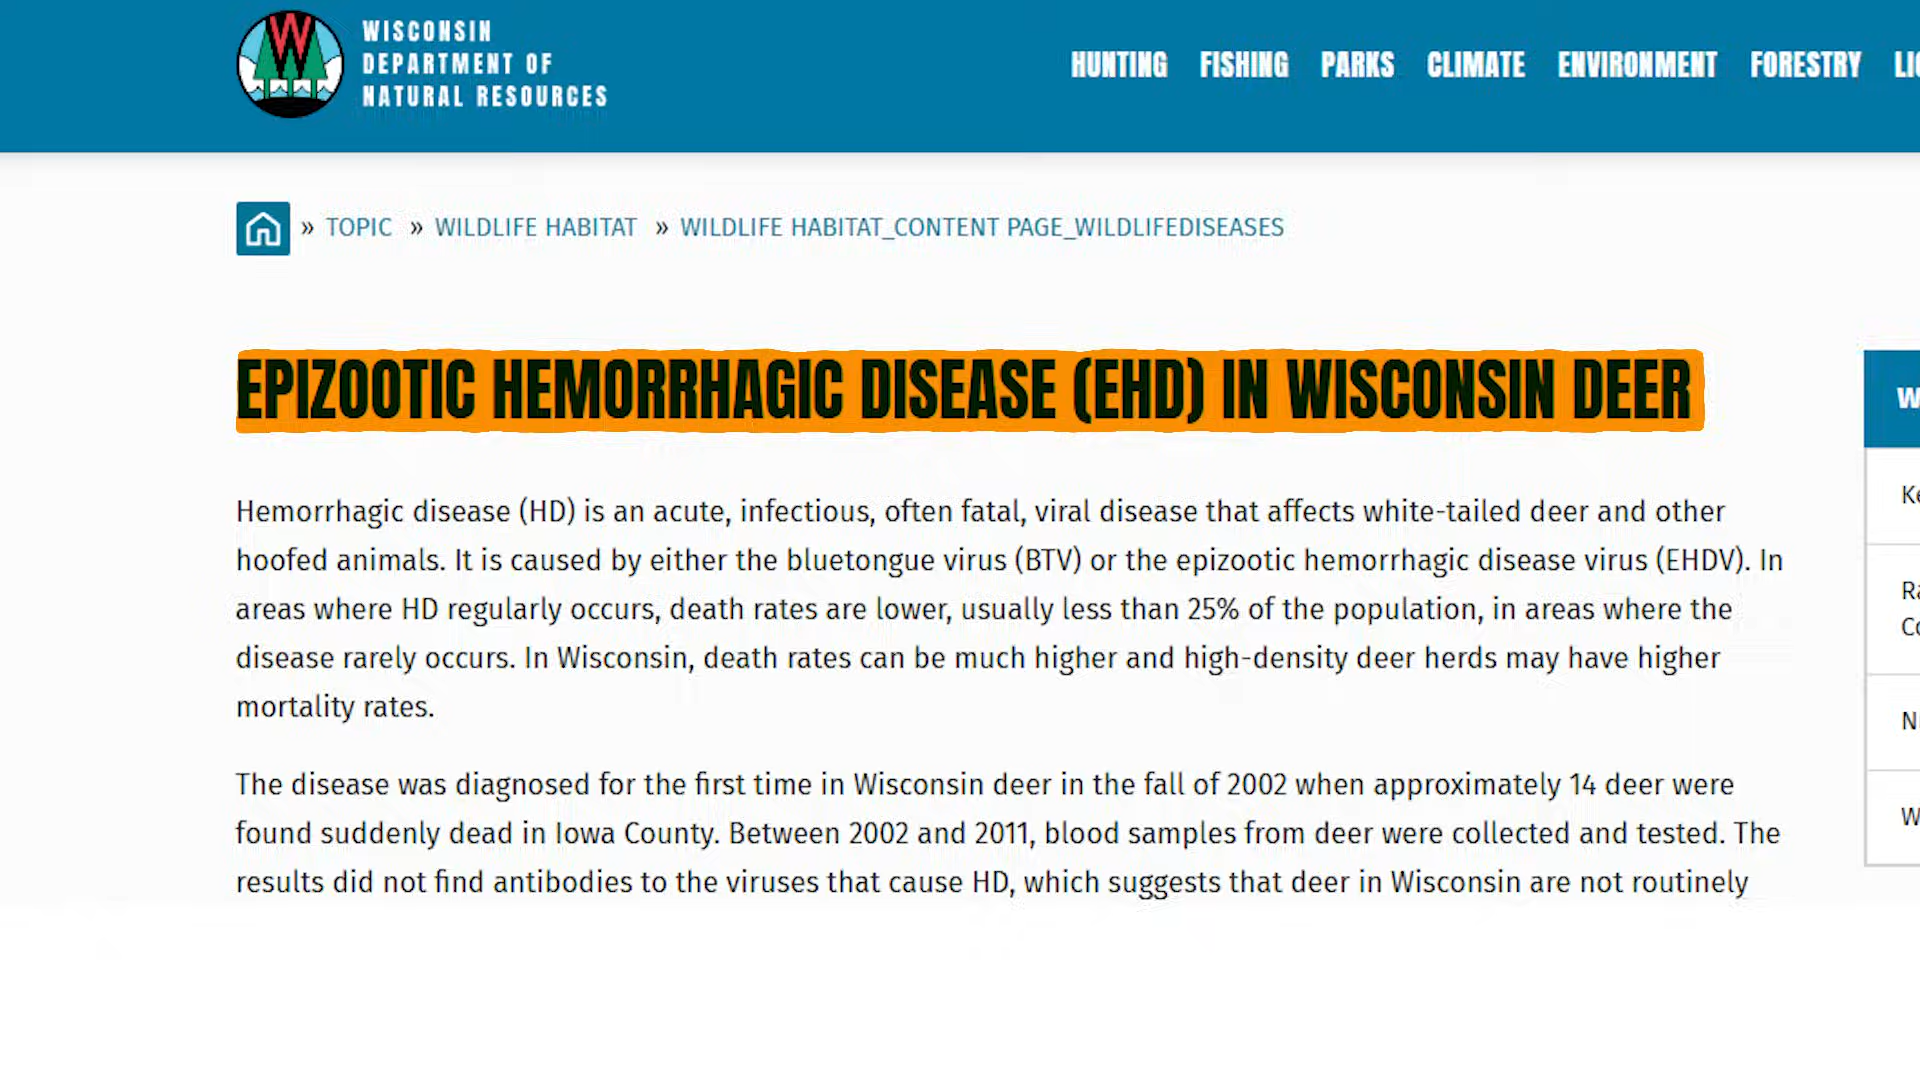 WISCONSIN
DEPARTMENT OF
NATURAL RESOURCES
HUNTING FISHING PARKS CLIMATE ENVIRONMENT FORESTRY
» TOPIC » WILDLIFE HABITAT » WILDLIFE HABITAT_CONTENT PAGE_WILDLIFEDISEASES
EPIZOOTIC HEMORRHAGIC DISEASE (EHD) IN WISCONSIN DEER
Hemorrhagic disease (HD) is an acute, infectious, often fatal, viral disease that affects white-tailed deer and other
hoofed animals. It is caused by either the bluetongue virus (BTV) or the epizootic hemorrhagic disease virus (EHDV). In
areas where HD regularly occurs, death rates are lower, usually less than 25% of the population, in areas where the
disease rarely occurs. In Wisconsin, death rates can be much higher and high-density deer herds may have higher
mortality rates.
The disease was diagnosed for the first time in Wisconsin deer in the fall of 2002 when approximately 14 deer were
found suddenly dead in Iowa County. Between 2002 and 2011, blood samples from deer were collected and tested. The
results did not find antibodies to the viruses that cause HD, which suggests that deer in Wisconsin are not routinely